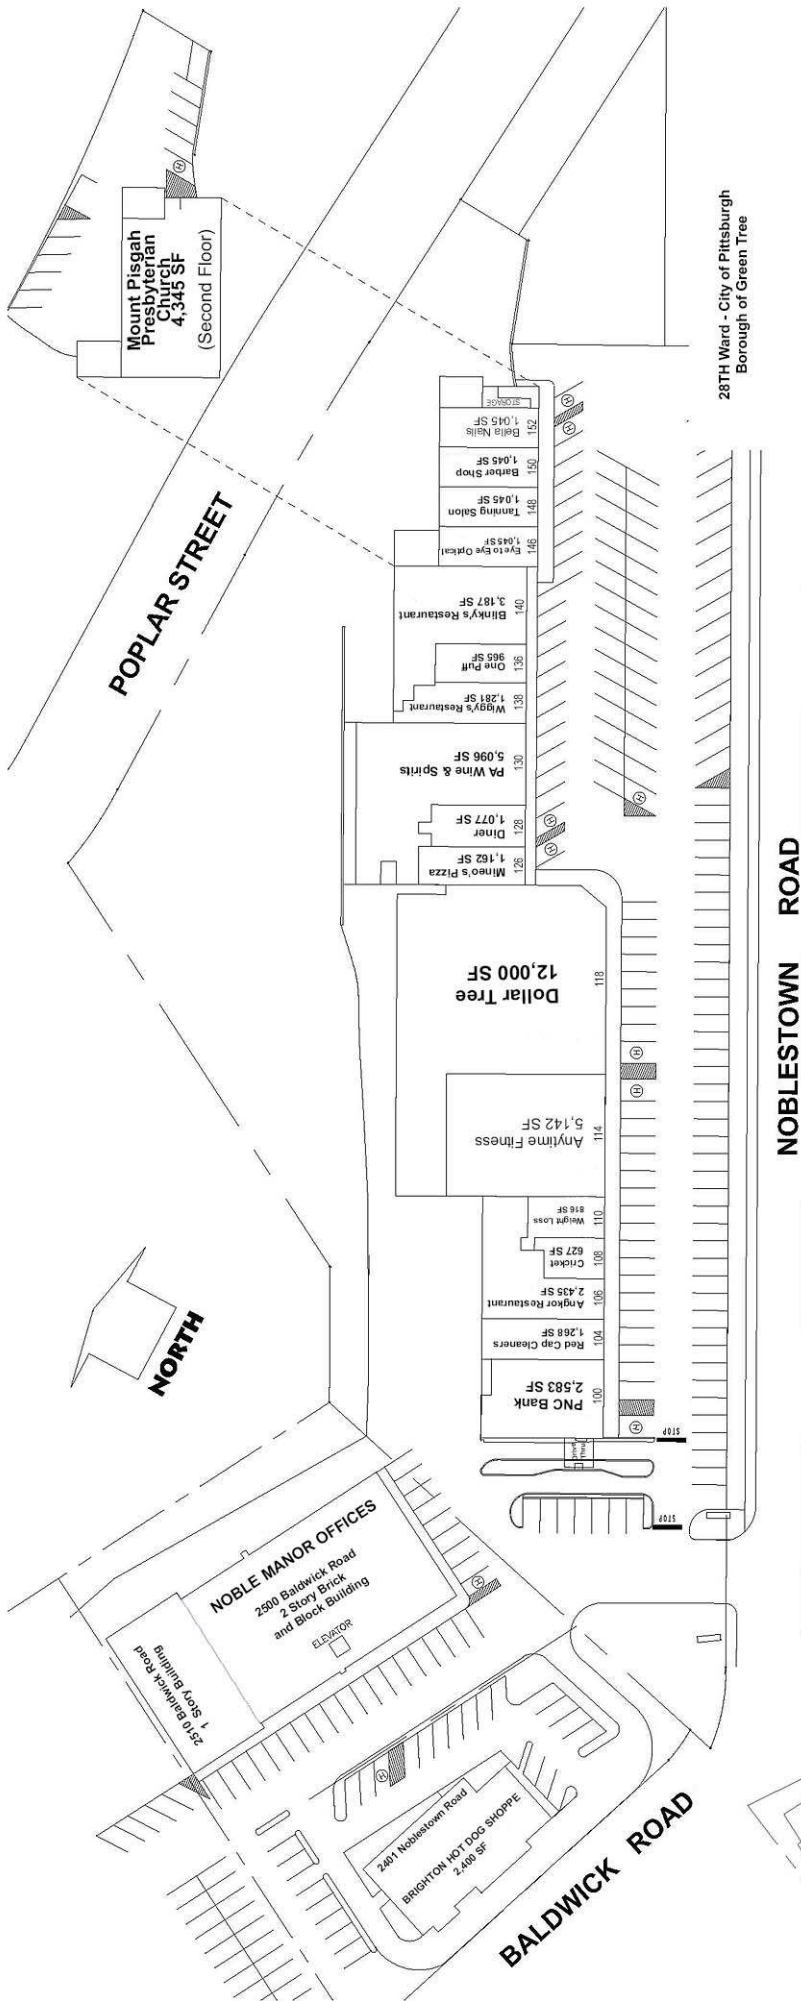 Mount Pisgah
Presbyterian
Church
4,345 SF
(Second Floor)
POPLAR STREET
28TH Ward - City of Pittsburgh
Borough of Green Tree
STORAGE
Bella Nails
1,045 SF
152
Barber Shop
1,045 SF
150
Tanning Salon
1,045 SF
148
Eye to Eye Optical
1,045 SF
146
Blinky's Restaurant
3,187 SF
140
One Puff
965 SF
136
Wiggy's Restaurant
1,281 SF
138
PA Wine & Spirits
5,096 SF
130
Diner
1,077 SF
128
Mineo's Pizza
1,162 SF
126
Dollar Tree
12,000 SF
118
Anytime Fitness
5,142 SF
114
Weight Loss
816 SF
110
Cricket
627 SF
108
Angkor Restaurant
2,435 SF
106
Red Cap Cleaners
1,268 SF
104
PNC Bank
2,583 SF
100
Drive
Thru
STOP
STOP
H
H
H
H
H
H
H
H
H
H
H
NOBLESTOWN ROAD
NORTH
NOBLE MANOR OFFICES
2500 Baldwick Road
2 Story Brick
and Block Building
ELEVATOR
2510 Baldwick Road
1 Story Building
2401 Noblestown Road
BRIGHTON HOT DOG SHOPPE
2,400 SF
BALDWICK ROAD